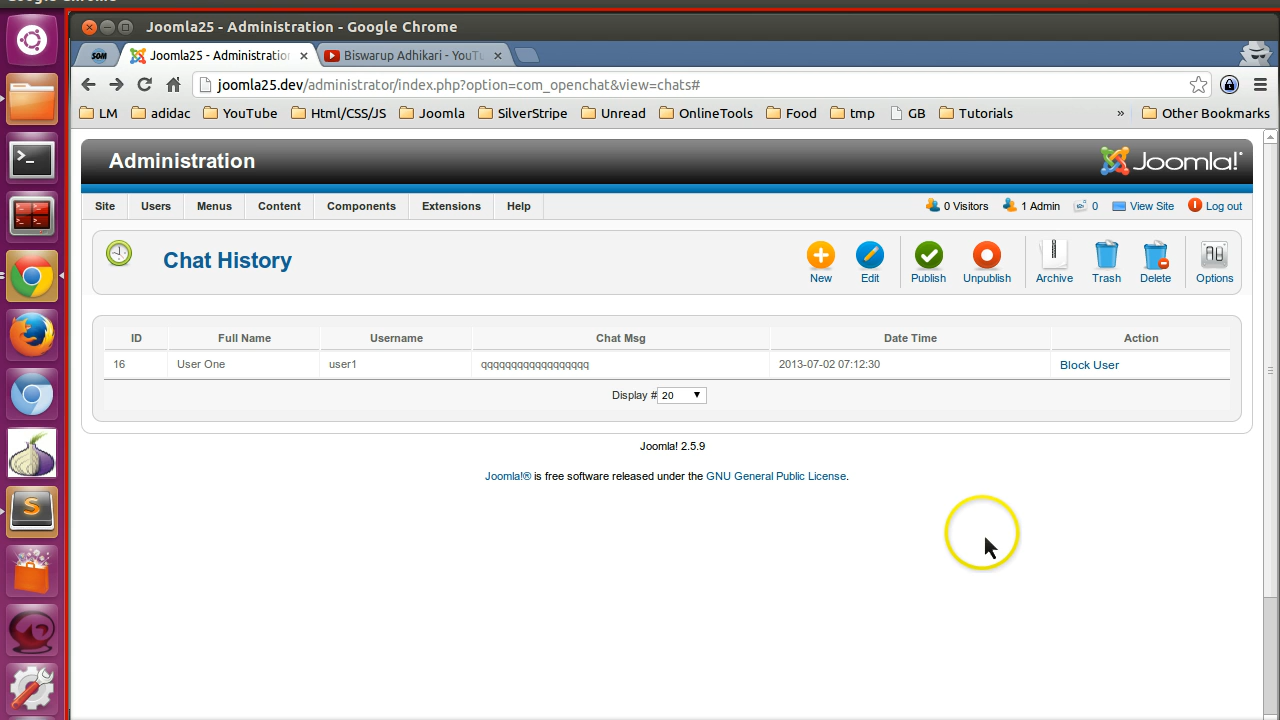 Google Chrome
Joomla25 - Administration - Google Chrome
SOM Joomla25 - Administration Biswarup Adhikari - YouTu
joomla25.dev/administrator/index.php?option=com_openchat&view=chats#
LM adidac YouTube Html/CSS/JS Joomla SilverStripe Unread OnlineTools Food tmp GB Tutorials » Other Bookmarks
Administration Joomla!
Site Users Menus Content Components Extensions Help 0 Visitors 1 Admin 0 View Site Log out
Chat History New Edit Publish Unpublish Archive Trash Delete Options
ID Full Name Username Chat Msg Date Time Action
16 User One user1 qqqqqqqqqqqqqqqqqq 2013-07-02 07:12:30 Block User
Display # 20
Joomla! 2.5.9
Joomla!® is free software released under the GNU General Public License.